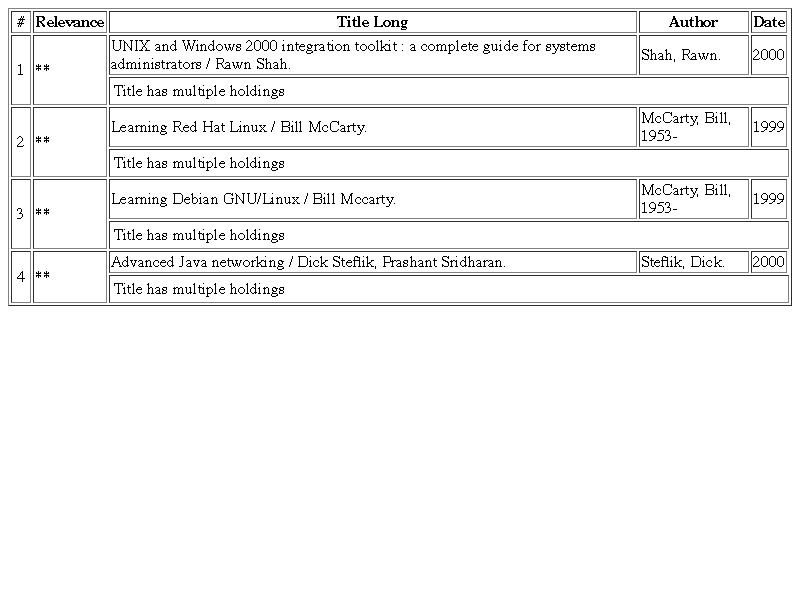 # Relevance Title Long Author Date
1 ** UNIX and Windows 2000 integration toolkit : a complete guide for systems administrators / Rawn Shah. Shah, Rawn. 2000
Title has multiple holdings
2 ** Learning Red Hat Linux / Bill McCarty. McCarty, Bill, 1953- 1999
Title has multiple holdings
3 ** Learning Debian GNU/Linux / Bill Mccarty. McCarty, Bill, 1953- 1999
Title has multiple holdings
4 ** Advanced Java networking / Dick Steflik, Prashant Sridharan. Steflik, Dick. 2000
Title has multiple holdings